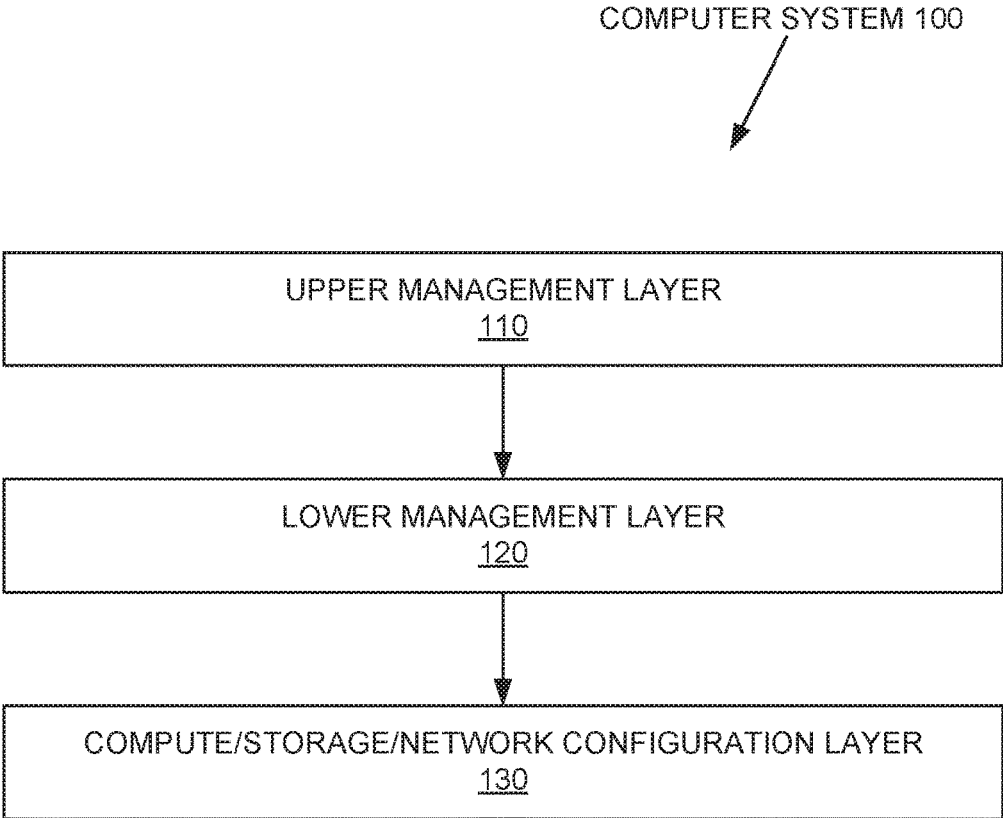 COMPUTER SYSTEM 100
UPPER MANAGEMENT LAYER
110
LOWER MANAGEMENT LAYER
120
COMPUTE/STORAGE/NETWORK CONFIGURATION LAYER
130